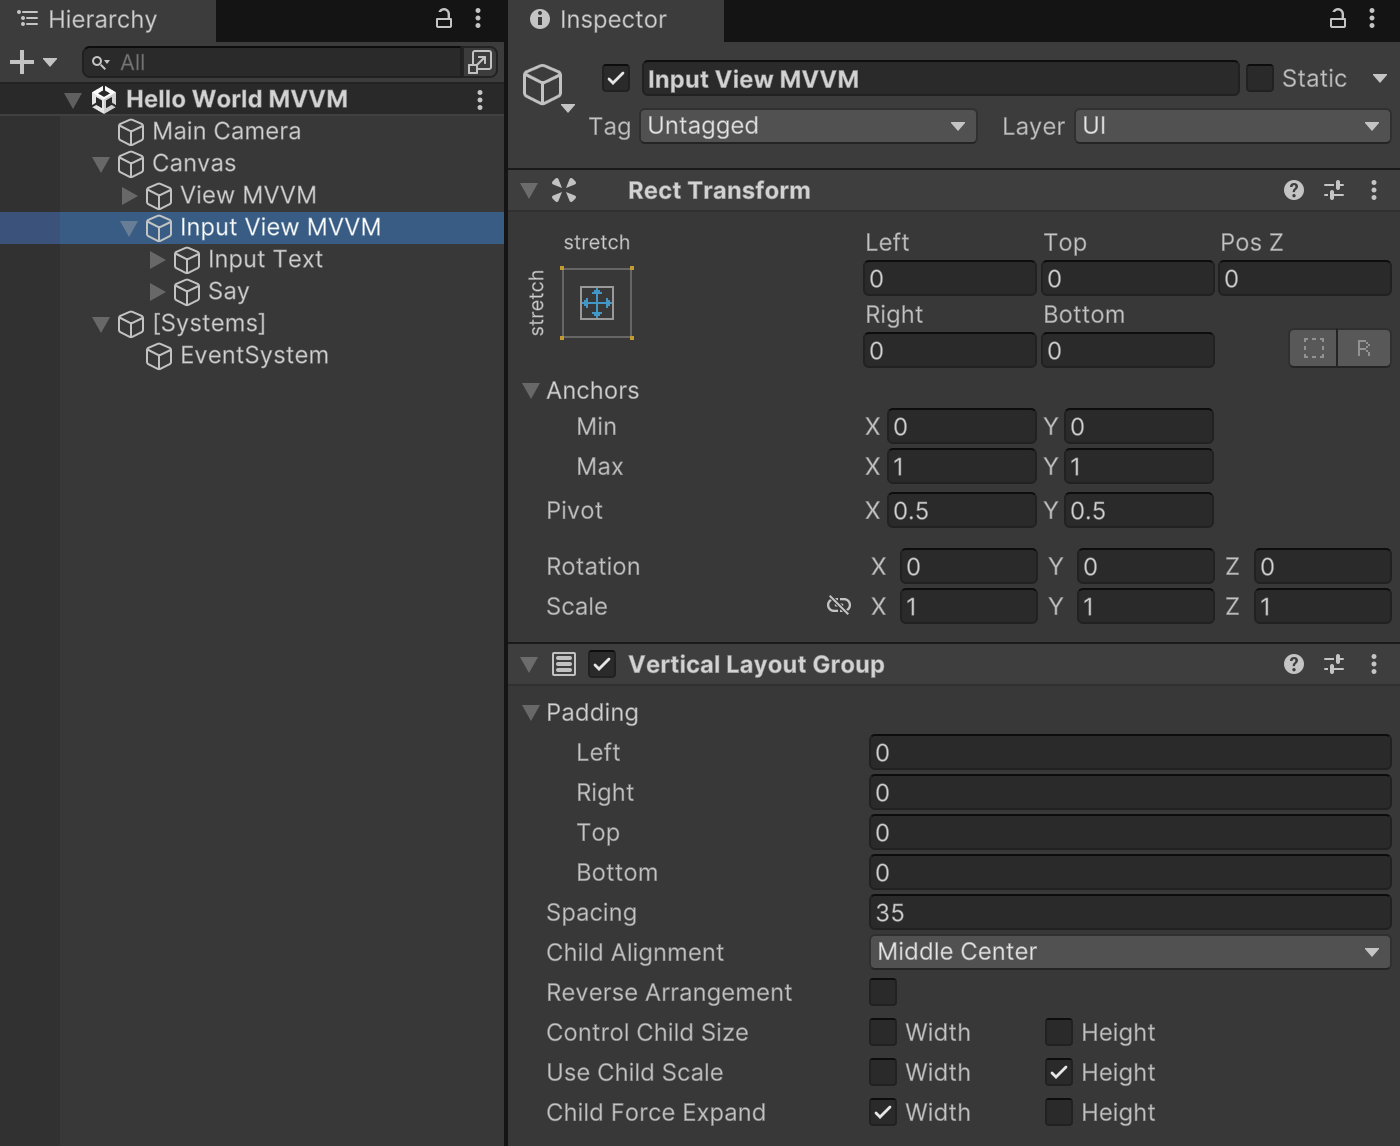 Hierarchy
All
Hello World MVVM
Main Camera
Canvas
View MVVM
Input View MVVM
Input Text
Say
[Systems]
EventSystem
Inspector
Input View MVVM Static
Tag Untagged Layer UI
Rect Transform
stretch
stretch
Left Top Pos Z
0 0 0
Right Bottom
0 0 R
Anchors
Min X 0 Y 0
Max X 1 Y 1
Pivot X 0.5 Y 0.5
Rotation X 0 Y 0 Z 0
Scale X 1 Y 1 Z 1
Vertical Layout Group
Padding
Left 0
Right 0
Top 0
Bottom 0
Spacing 35
Child Alignment Middle Center
Reverse Arrangement
Control Child Size Width Height
Use Child Scale Width Height
Child Force Expand Width Height